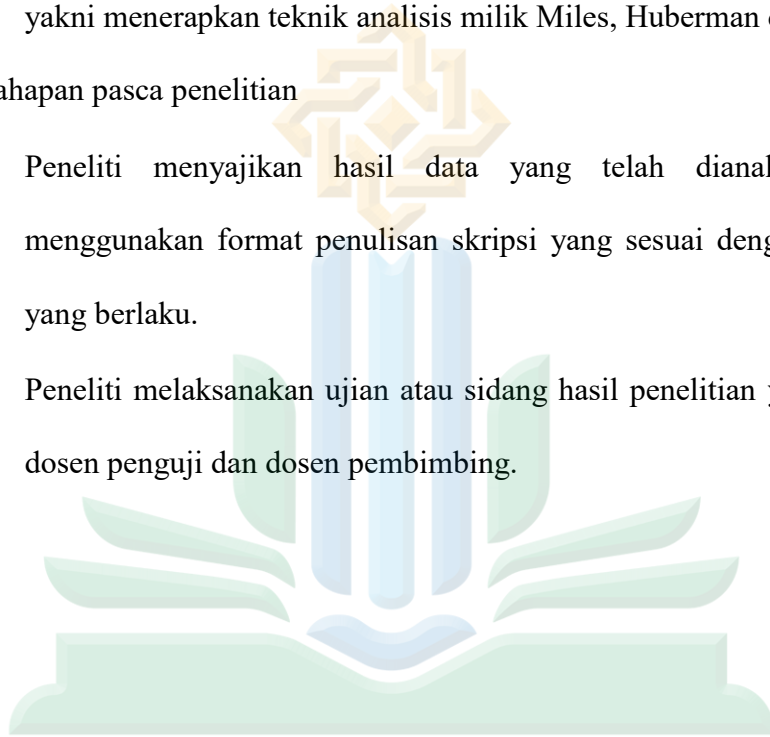 yakni menerapkan teknik analisis milik Miles, Huberman
ahapan pasca penelitian
Peneliti menyajikan hasil data yang telah dianal
menggunakan format penulisan skripsi yang sesuai deng
yang berlaku.
Peneliti melaksanakan ujian atau sidang hasil penelitian
dosen penguji dan dosen pembimbing.